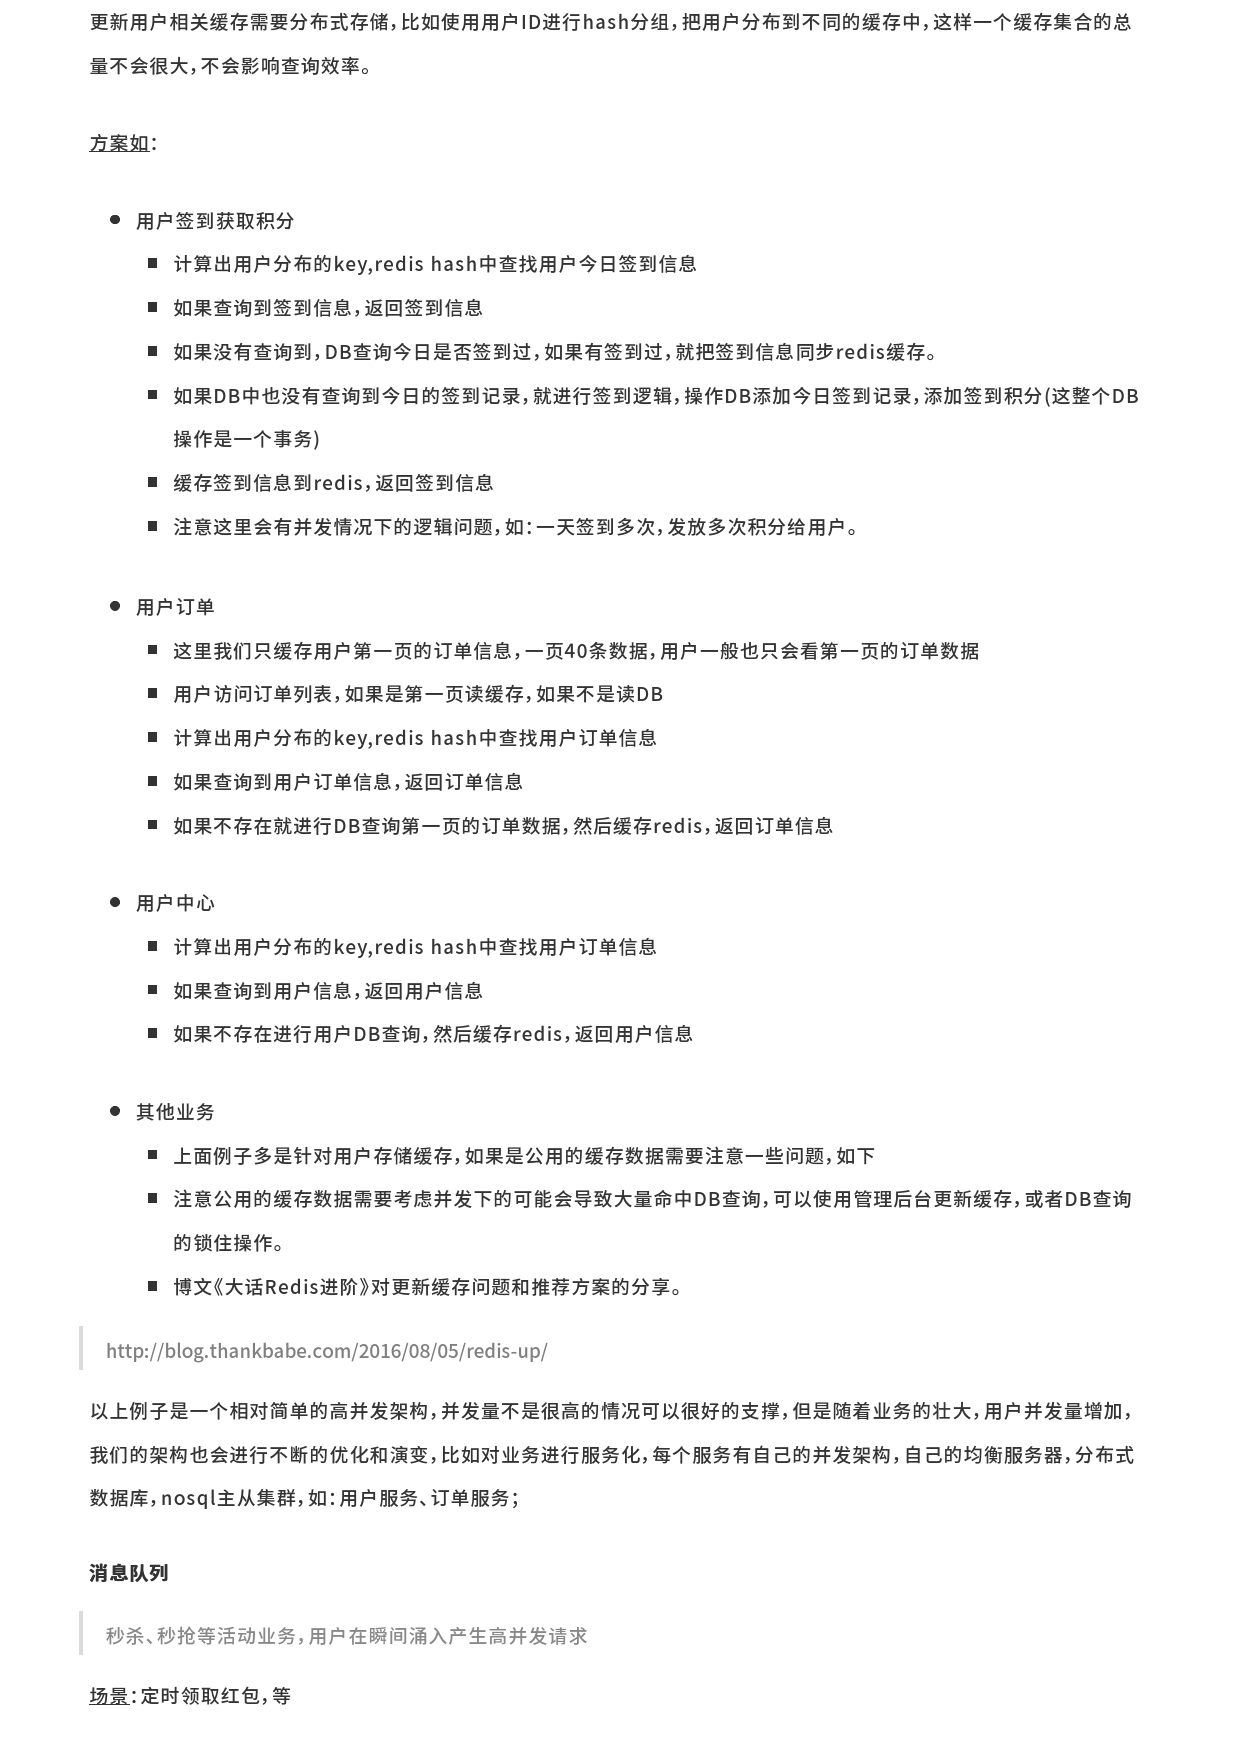 更新用户相关缓存需要分布式存储，比如使用用户ID进行hash分组，把用户分布到不同的缓存中，这样一个缓存集合的总
量不会很大，不会影响查询效率。
方案如：
用户签到获取积分
计算出用户分布的key,redis hash中查找用户今日签到信息
如果查询到签到信息，返回签到信息
如果没有查询到，DB查询今日是否签到过，如果有签到过，就把签到信息同步redis缓存。
如果DB中也没有查询到今日的签到记录，就进行签到逻辑，操作DB添加今日签到记录，添加签到积分(这整个DB
操作是一个事务)
缓存签到信息到redis，返回签到信息
注意这里会有并发情况下的逻辑问题，如：一天签到多次，发放多次积分给用户。
用户订单
这里我们只缓存用户第一页的订单信息，一页40条数据，用户一般也只会看第一页的订单数据
用户访问订单列表，如果是第一页读缓存，如果不是读DB
计算出用户分布的key,redis hash中查找用户订单信息
如果查询到用户订单信息，返回订单信息
如果不存在就进行DB查询第一页的订单数据，然后缓存redis，返回订单信息
用户中心
计算出用户分布的key,redis hash中查找用户订单信息
如果查询到用户信息，返回用户信息
如果不存在进行用户DB查询，然后缓存redis，返回用户信息
其他业务
上面例子多是针对用户存储缓存，如果是公用的缓存数据需要注意一些问题，如下
注意公用的缓存数据需要考虑并发下的可能会导致大量命中DB查询，可以使用管理后台更新缓存，或者DB查询
的锁住操作。
博文《大话Redis进阶》对更新缓存问题和推荐方案的分享。
http://blog.thankbabe.com/2016/08/05/redis-up/
以上例子是一个相对简单的高并发架构，并发量不是很高的情况可以很好的支撑，但是随着业务的壮大，用户并发量增加，
我们的架构也会进行不断的优化和演变，比如对业务进行服务化，每个服务有自己的并发架构，自己的均衡服务器，分布式
数据库，nosql主从集群，如：用户服务、订单服务；
消息队列
秒杀、秒抢等活动业务，用户在瞬间涌入产生高并发请求
场景：定时领取红包，等